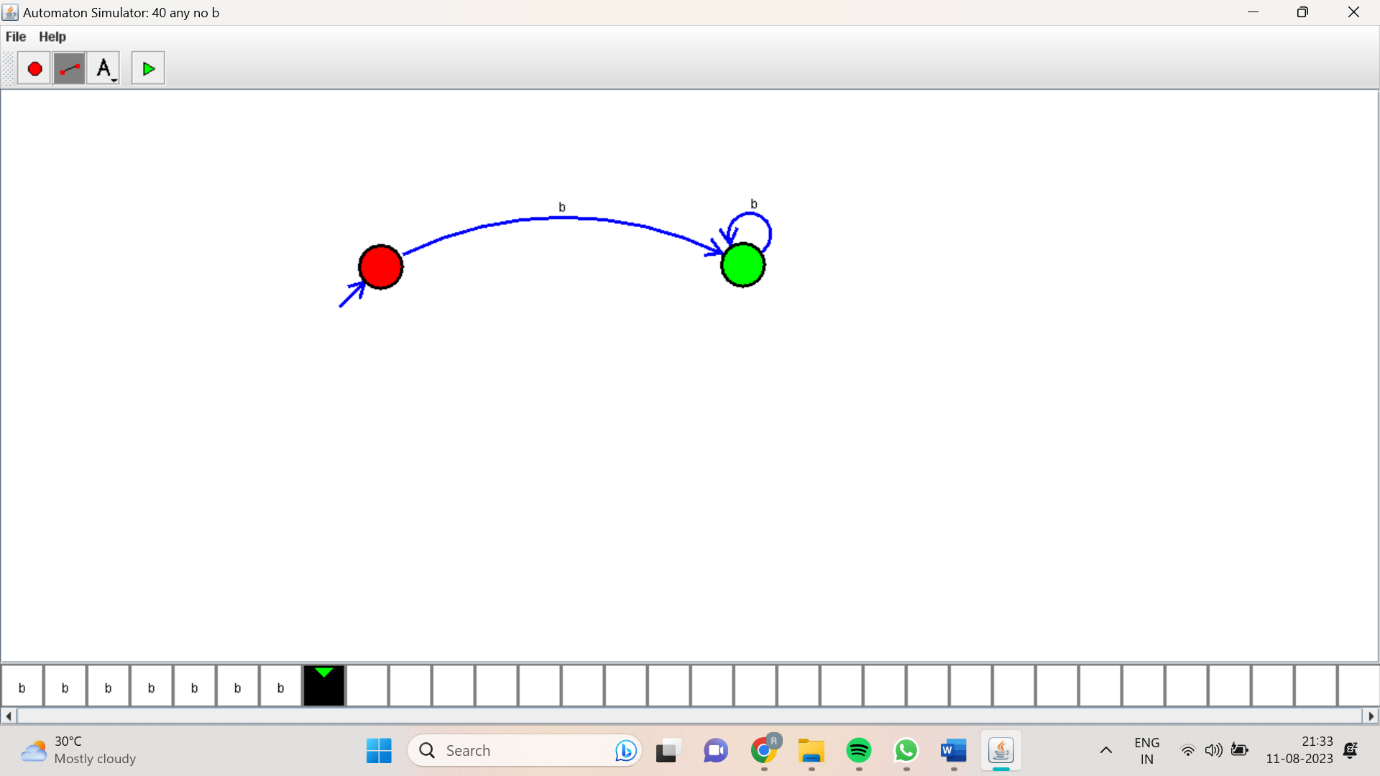 Automaton Simulator: 40 any no b
File Help
A
b
b
b b b b b b b
30°C
Mostly cloudy
Search
R
W
ENG
IN
21:33
11-08-2023